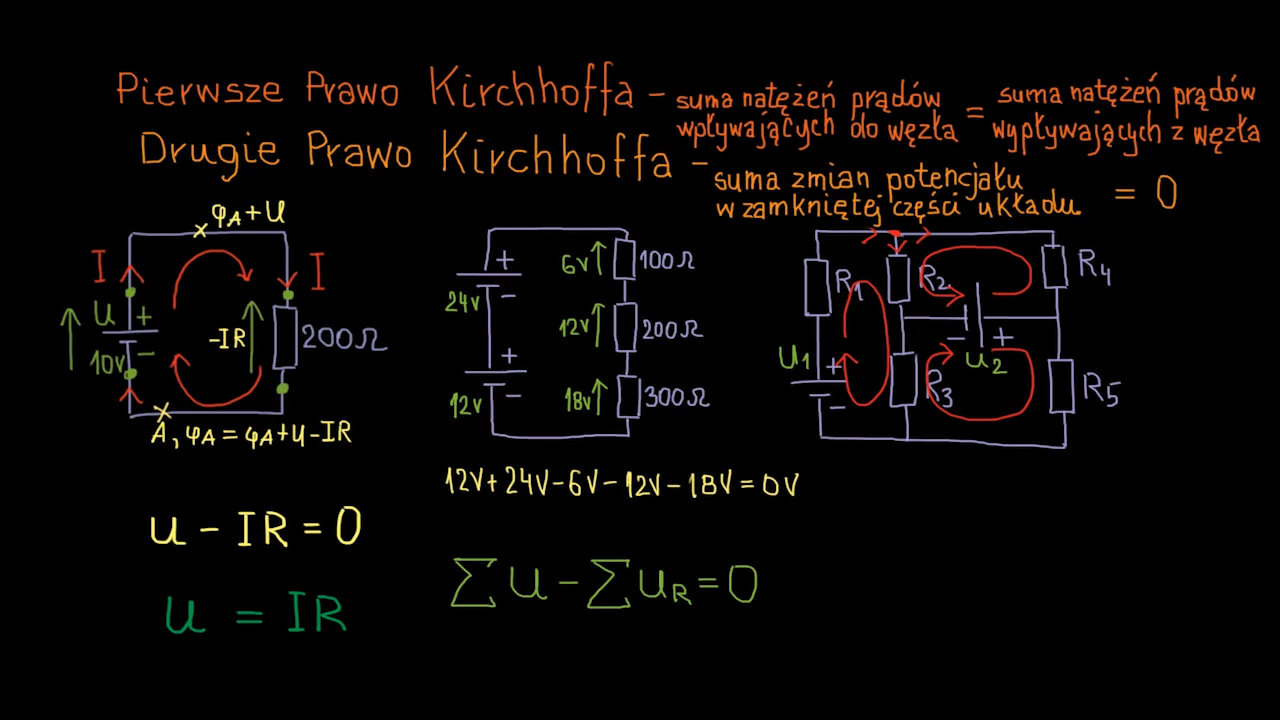 Pierwsze Prawo Kirchhoffa – suma natężeń prądów wpływających do węzła = suma natężeń prądów wypływających z węzła
Drugie Prawo Kirchhoffa – suma zmian potencjału w zamkniętej części układu = 0
φA+U
I
I
U
+
-
10V
-IR
200Ω
A, φA = φA+U-IR
U - IR = 0
U = IR
+
-
24V
+
-
12V
6V
100Ω
12V
200Ω
18V
300Ω
12V+24V-6V-12V-18V=0V
∑U-∑UR=0
R1
R2
R4
U1
+
-
-
+
U2
R3
R5